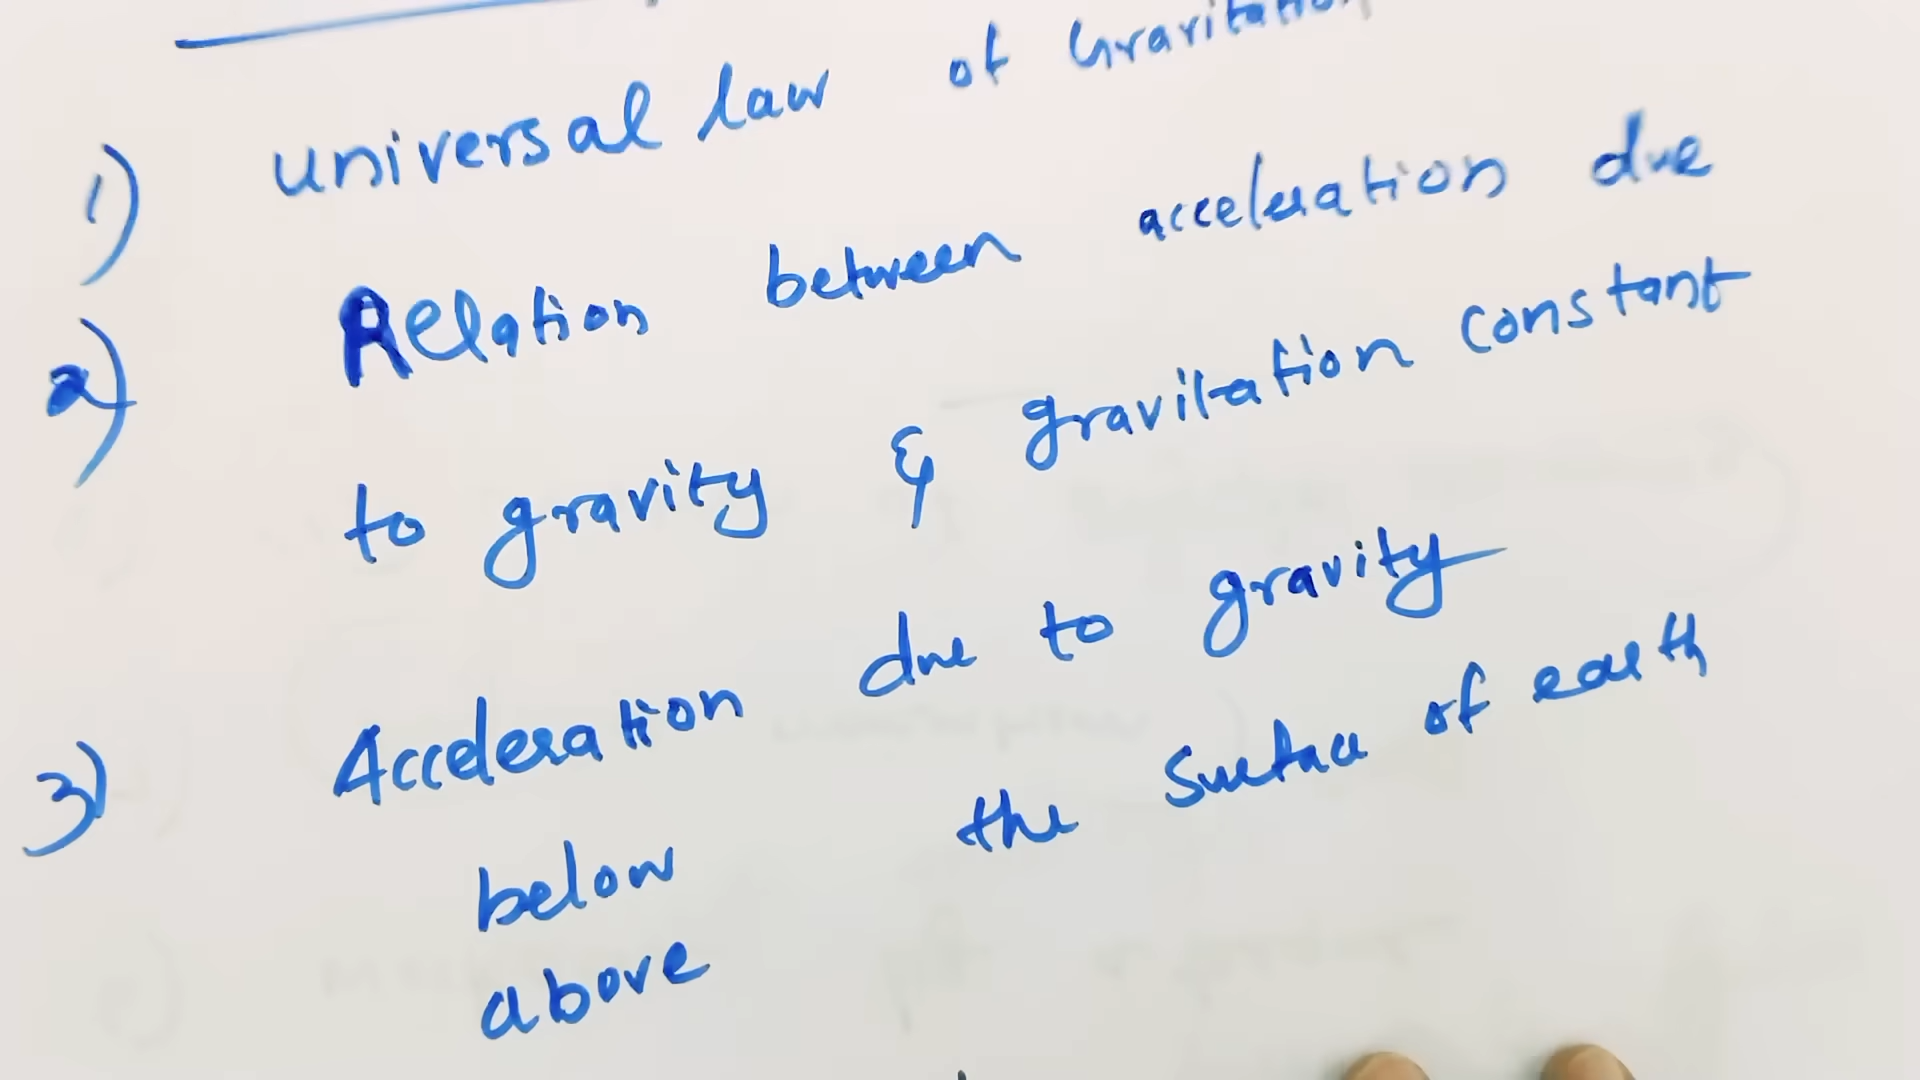 1) universal law of Gravitation
2) Relation between acceleration due
to gravity & gravitation constant
3) Acceleration due to gravity
below the surface of earth
above